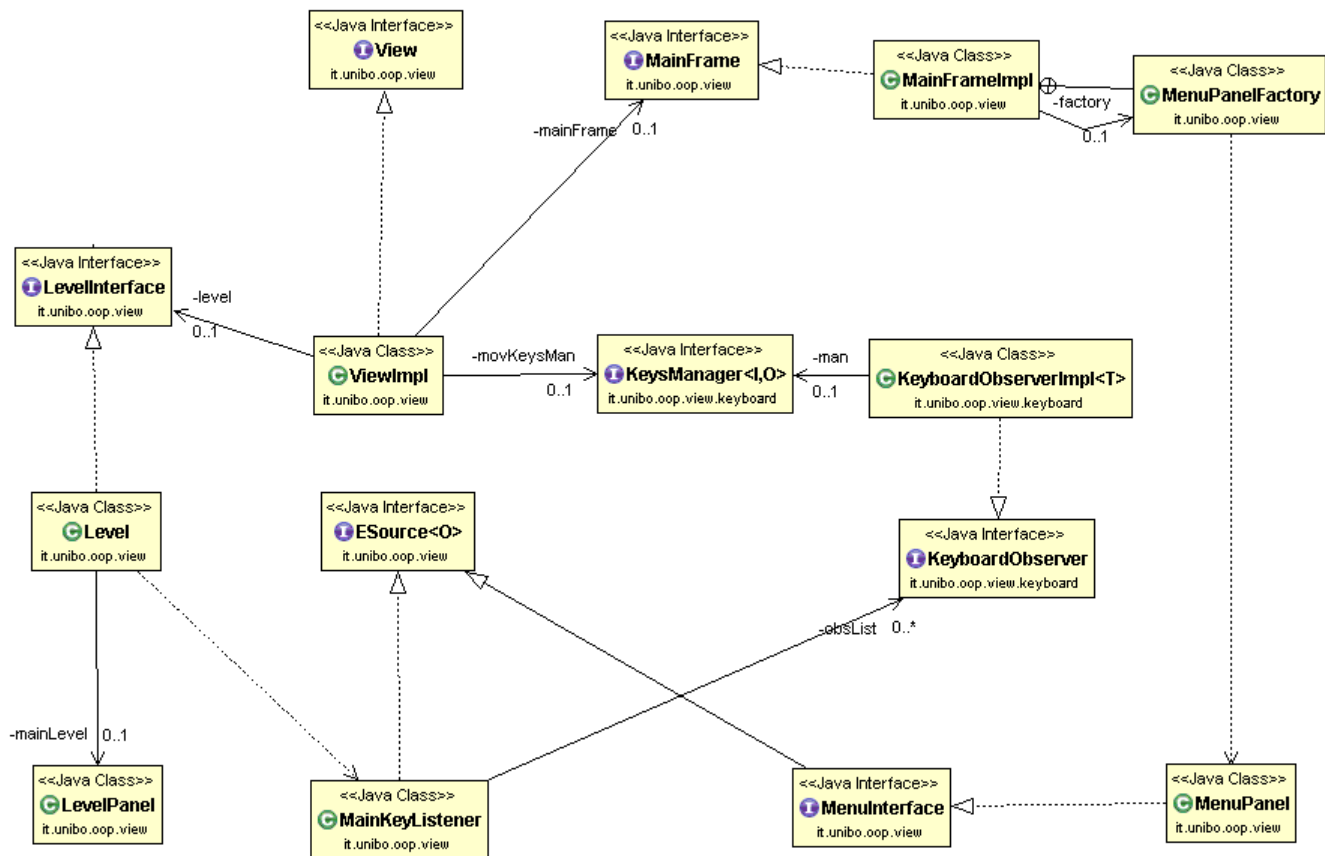 <<Java Interface>>
View
it.unibo.oop.view
<<Java Interface>>
MainFrame
it.unibo.oop.view
<<Java Class>>
MainFrameImpl
it.unibo.oop.view
<<Java Class>>
MenuPanelFactory
it.unibo.oop.view
-factory
0..1
-mainFrame
0..1
<<Java Interface>>
LevelInterface
it.unibo.oop.view
-level
0..1
<<Java Class>>
ViewImpl
it.unibo.oop.view
-movKeysMan
0..1
<<Java Interface>>
KeysManager<I,O>
it.unibo.oop.view.keyboard
-man
0..1
<<Java Class>>
KeyboardObserverImpl<T>
it.unibo.oop.view.keyboard
<<Java Class>>
Level
it.unibo.oop.view
<<Java Interface>>
ESource<O>
it.unibo.oop.view
<<Java Interface>>
KeyboardObserver
it.unibo.oop.view.keyboard
-obsList
0..*
-mainLevel
0..1
<<Java Class>>
LevelPanel
it.unibo.oop.view
<<Java Class>>
MainKeyListener
it.unibo.oop.view
<<Java Interface>>
MenuInterface
it.unibo.oop.view
<<Java Class>>
MenuPanel
it.unibo.oop.view